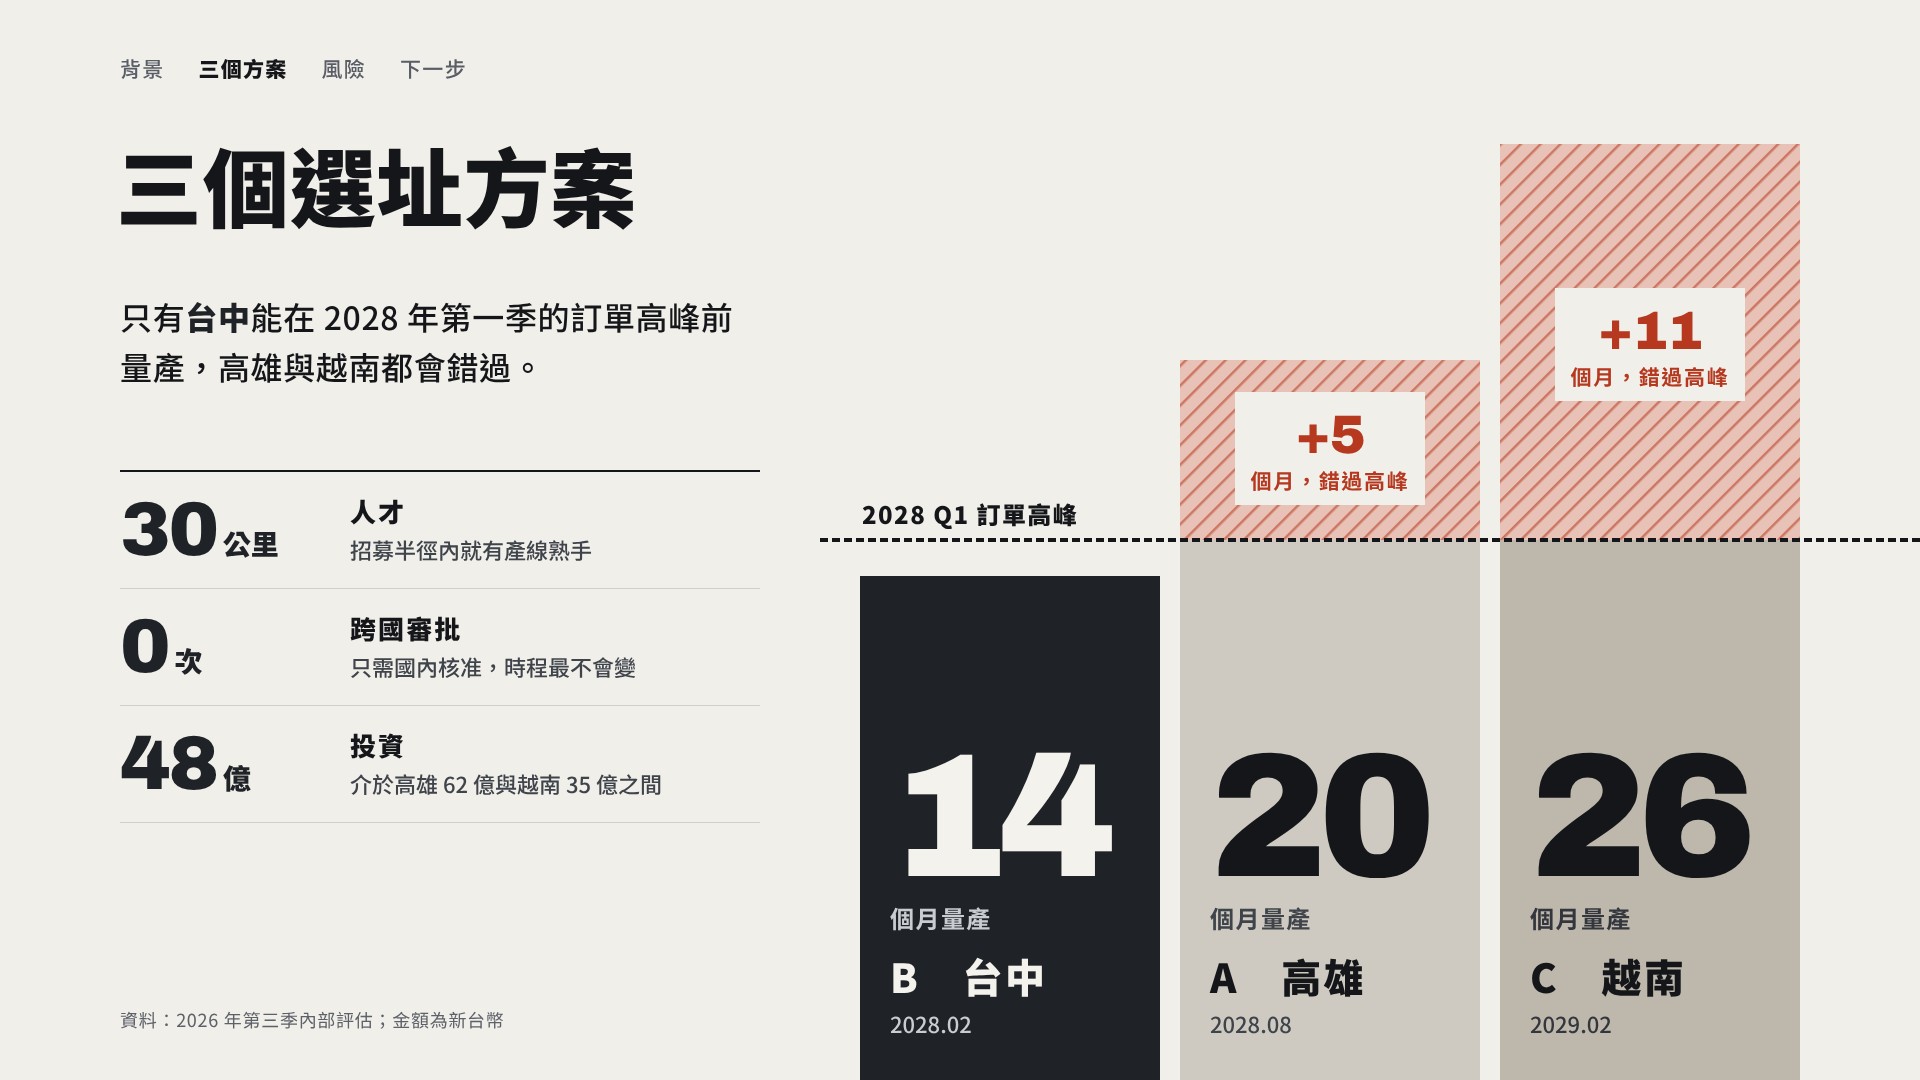 背景 三個方案 風險 下一步
三個選址方案
只有台中能在 2028 年第一季的訂單高峰前
量產，高雄與越南都會錯過。
30 公里
人才
招募半徑內就有產線熟手
0 次
跨國審批
只需國內核准，時程最不會變
48 億
投資
介於高雄 62 億與越南 35 億之間
資料：2026 年第三季內部評估；金額為新台幣
2028 Q1 訂單高峰
14
個月量產
B 台中
2028.02
+5
個月，錯過高峰
20
個月量產
A 高雄
2028.08
+11
個月，錯過高峰
26
個月量產
C 越南
2029.02